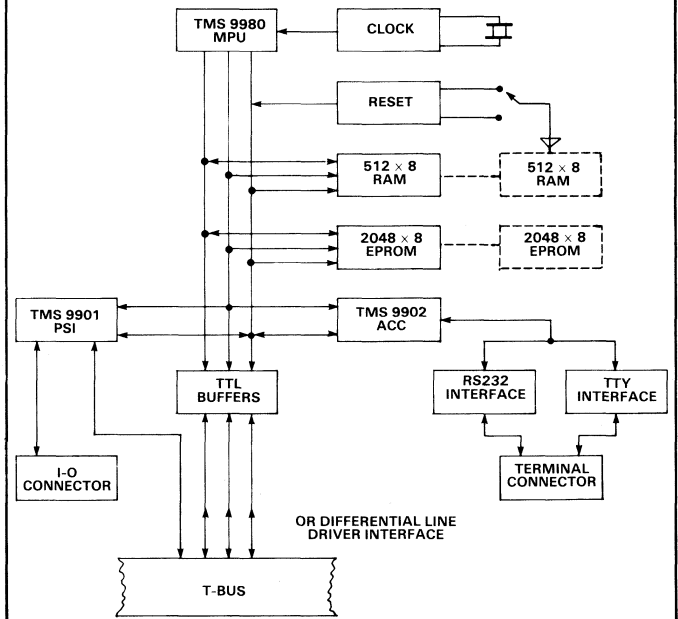 TMS 9980
MPU
CLOCK
RESET
512 × 8
RAM
512 × 8
RAM
2048 × 8
EPROM
2048 × 8
EPROM
TMS 9901
PSI
TMS 9902
ACC
TTL
BUFFERS
RS232
INTERFACE
TTY
INTERFACE
I-O
CONNECTOR
TERMINAL
CONNECTOR
OR DIFFERENTIAL LINE
DRIVER INTERFACE
T-BUS